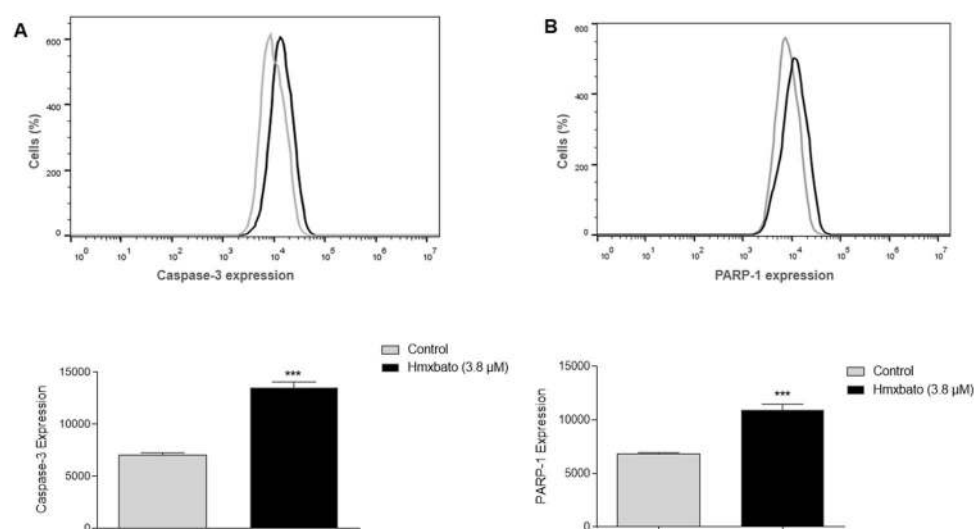 A
Cells (%)
600
400
200
0
10^0 10^1 10^2 10^3 10^4 10^5 10^6 10^7
Caspase-3 expression
B
Cells (%)
600
400
200
0
10^0 10^1 10^2 10^3 10^4 10^5 10^6 10^7
PARP-1 expression
Control
Hmxbato (3.8 µM)
Caspase-3 Expression
15000
10000
5000
0
***
Control
Hmxbato (3.8 µM)
PARP-1 Expression
15000
10000
5000
0
***